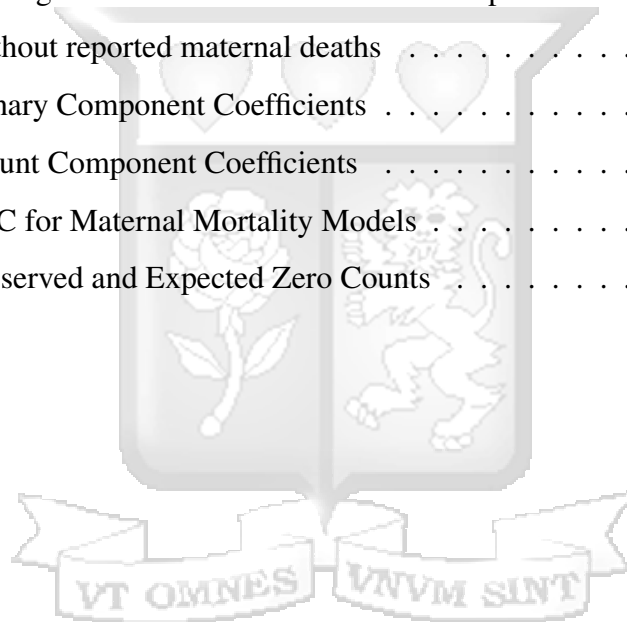 thout reported maternal deaths . . . . . . . . . . .
nary Component Coefficients . . . . . . . . . . . .
unt Component Coefficients . . . . . . . . . . . .
C for Maternal Mortality Models . . . . . . . . . .
served and Expected Zero Counts . . . . . . . . .
VT OMNES VNVM SINT